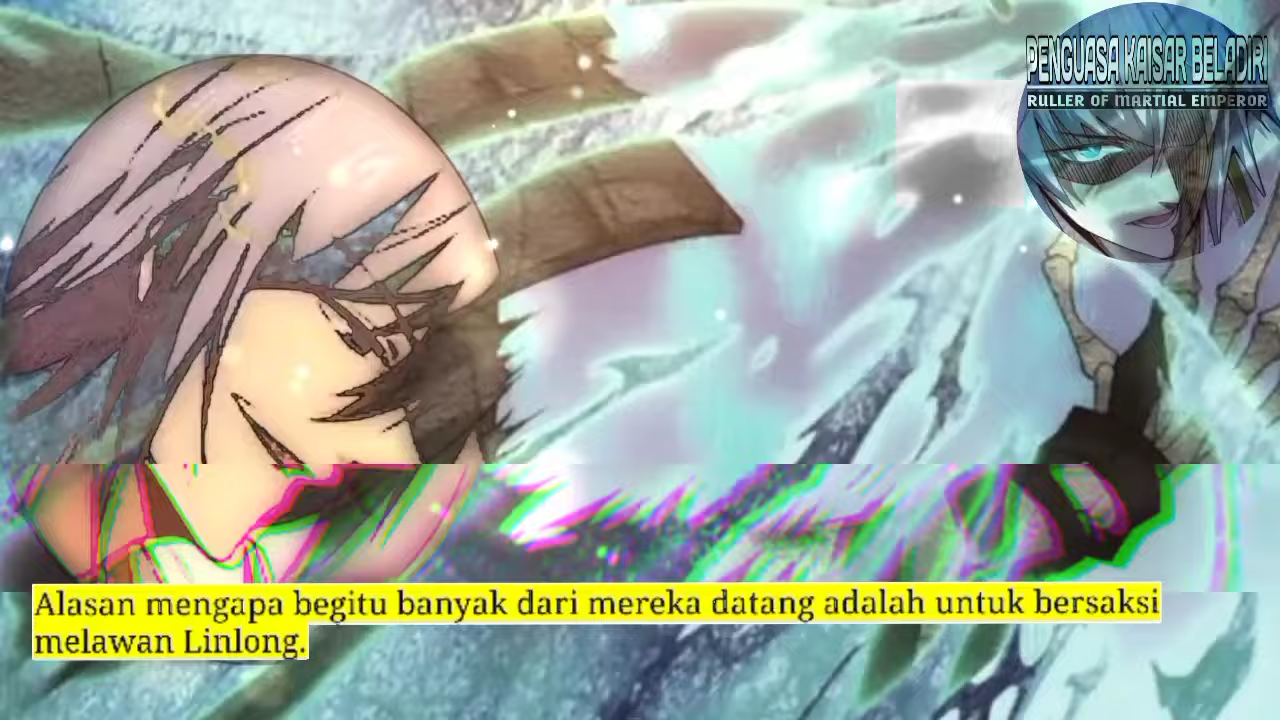 PENGUASA KAISAR BELADIRI
RULLER OF MARTIAL EMPEROR
Alasan mengapa begitu banyak dari mereka datang adalah untuk bersaksi
melawan Linlong.